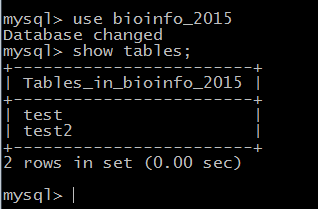 mysql> use bioinfo_2015
Database changed
mysql> show tables;
+-------------------------+
| Tables_in_bioinfo_2015 |
+-------------------------+
| test                    |
| test2                   |
+-------------------------+
2 rows in set (0.00 sec)
mysql>